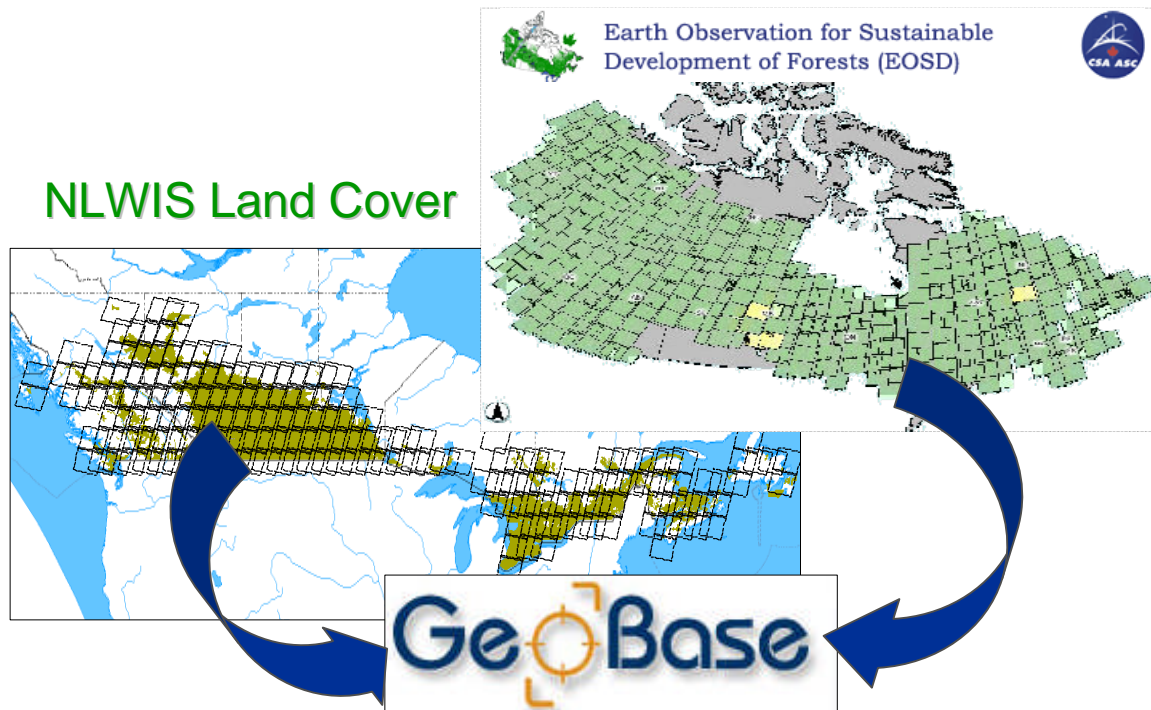 Earth Observation for Sustainable
Development of Forests (EOSD)
CSA ASC
NLWIS Land Cover
GeoBase